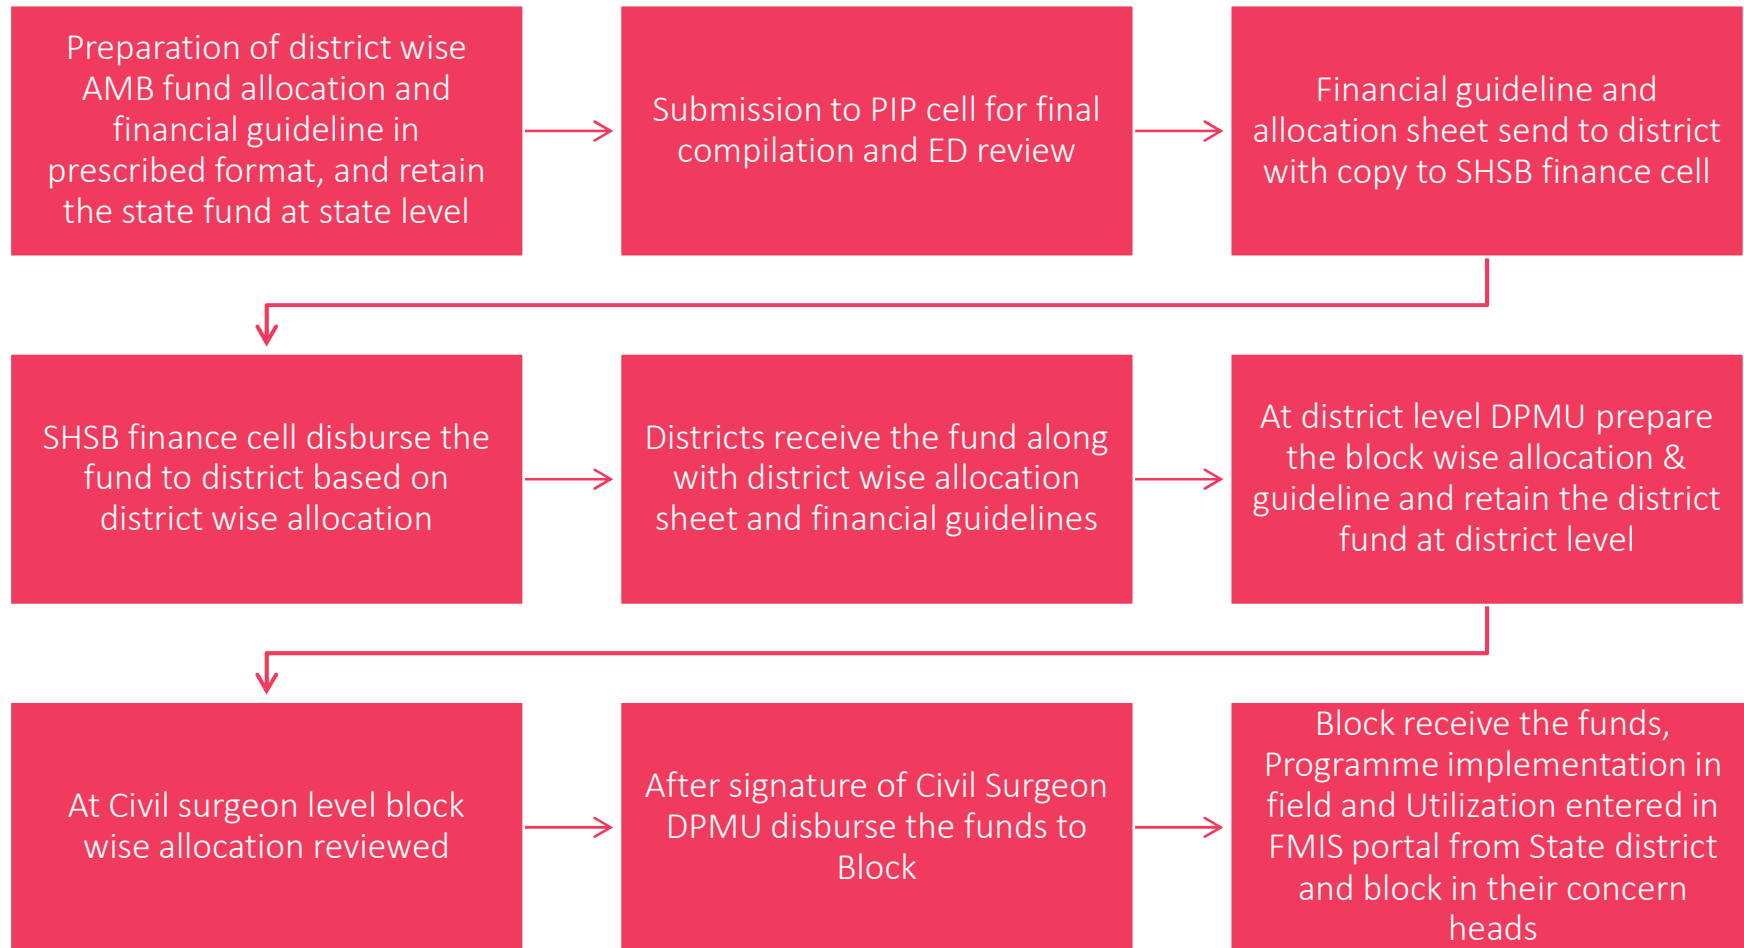 Preparation of district wise
AMB fund allocation and
financial guideline in
prescribed format, and retain
the state fund at state level
Submission to PIP cell for final
compilation and ED review
Financial guideline and
allocation sheet send to district
with copy to SHSB finance cell
SHSB finance cell disburse the
fund to district based on
district wise allocation
Districts receive the fund along
with district wise allocation
sheet and financial guidelines
At district level DPMU prepare
the block wise allocation &
guideline and retain the district
fund at district level
At Civil surgeon level block
wise allocation reviewed
After signature of Civil Surgeon
DPMU disburse the funds to
Block
Block receive the funds,
Programme implementation in
field and Utilization entered in
FMIS portal from State district
and block in their concern
heads